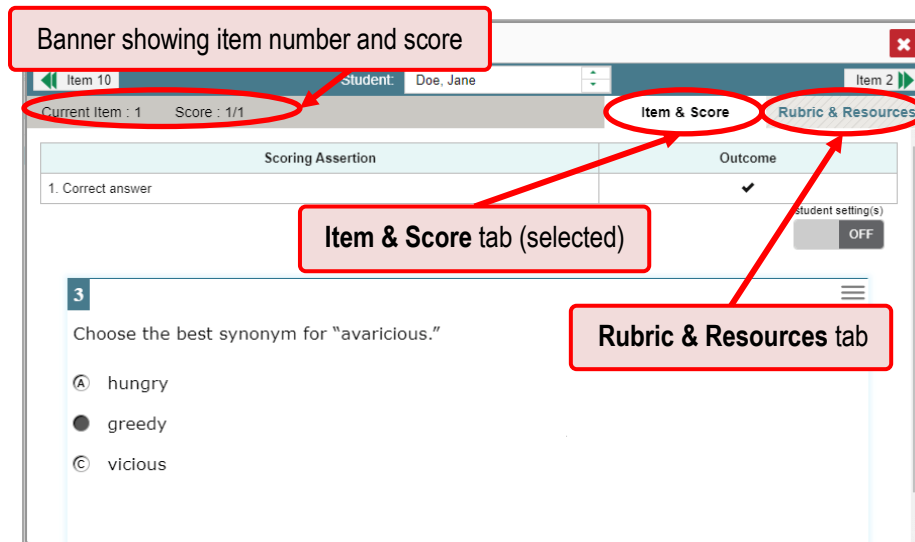 Banner showing item number and score
Item 10
Student: Doe, Jane
Item 2
Current Item : 1 Score : 1/1
Item & Score
Rubric & Resources
Scoring Assertion Outcome
1. Correct answer ✔
student setting(s)
OFF
Item & Score tab (selected)
Rubric & Resources tab
3
Choose the best synonym for “avaricious.”
A hungry
greedy
C vicious